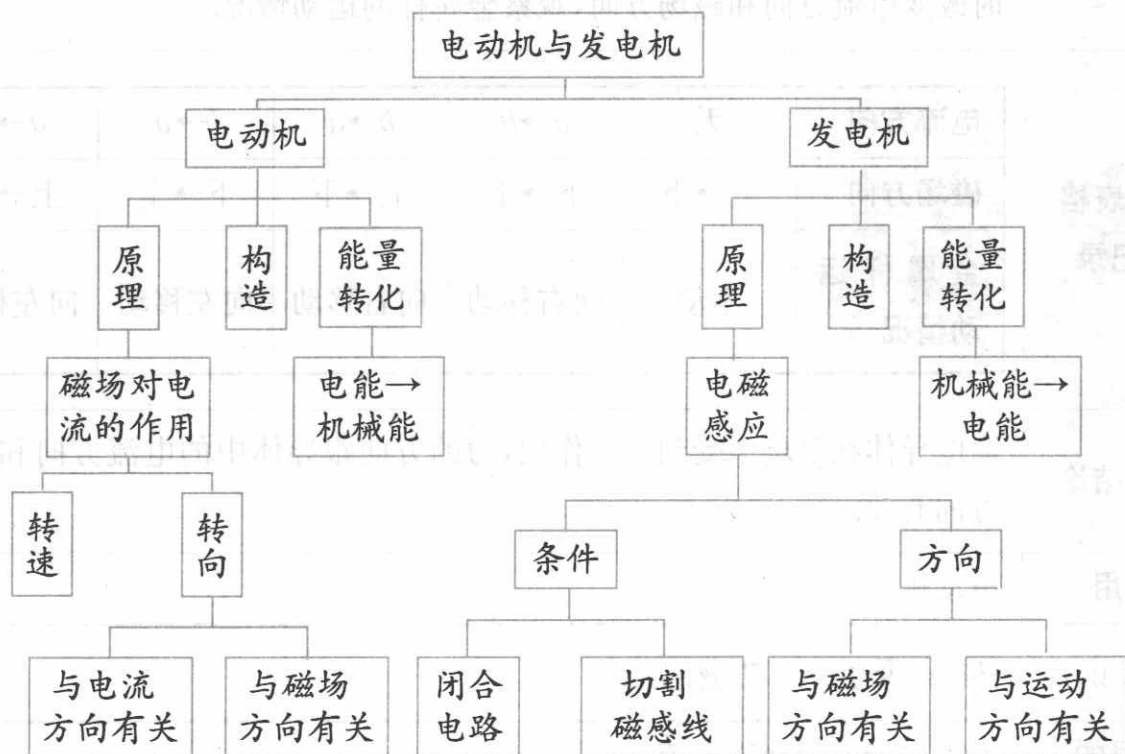 电动机与发电机
电动机
发电机
原
理
构
造
能量
转化
原
理
构
造
能量
转化
磁场对电
流的作用
电能→
机械能
电磁
感应
机械能→
电能
转
速
转
向
条件
方向
与电流
方向有关
与磁场
方向有关
闭合
电路
切割
磁感线
与磁场
方向有关
与运动
方向有关